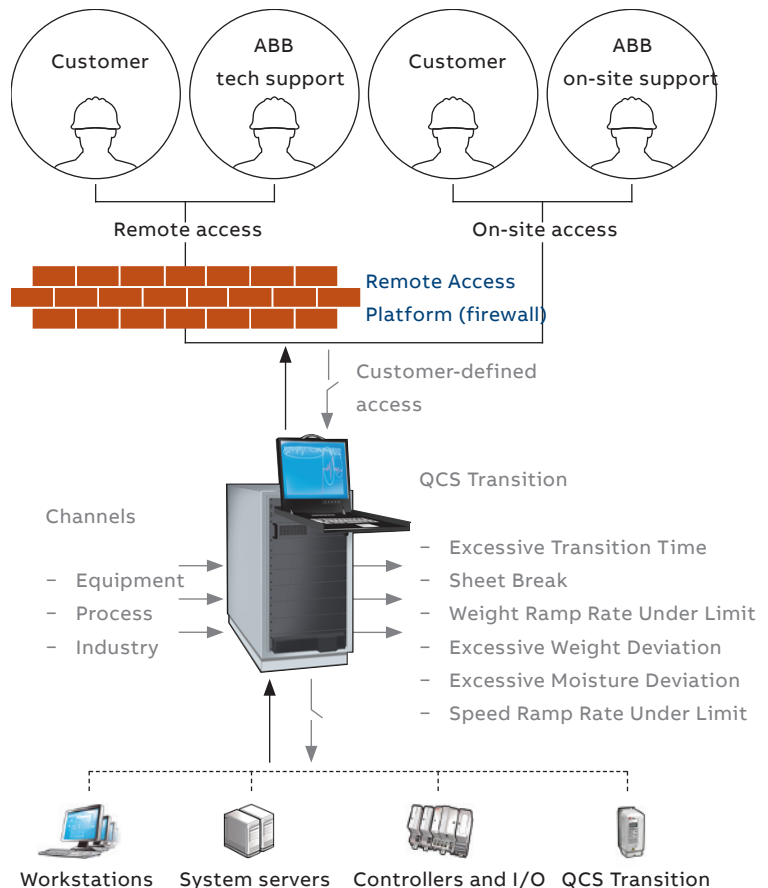 Customer
ABB
tech support
Customer
ABB
on-site support
Remote access
On-site access
Remote Access
Platform (firewall)
Customer-defined
access
QCS Transition
Channels
– Equipment
– Process
– Industry
– Excessive Transition Time
– Sheet Break
– Weight Ramp Rate Under Limit
– Excessive Weight Deviation
– Excessive Moisture Deviation
– Speed Ramp Rate Under Limit
Workstations
System servers
Controllers and I/O
QCS Transition